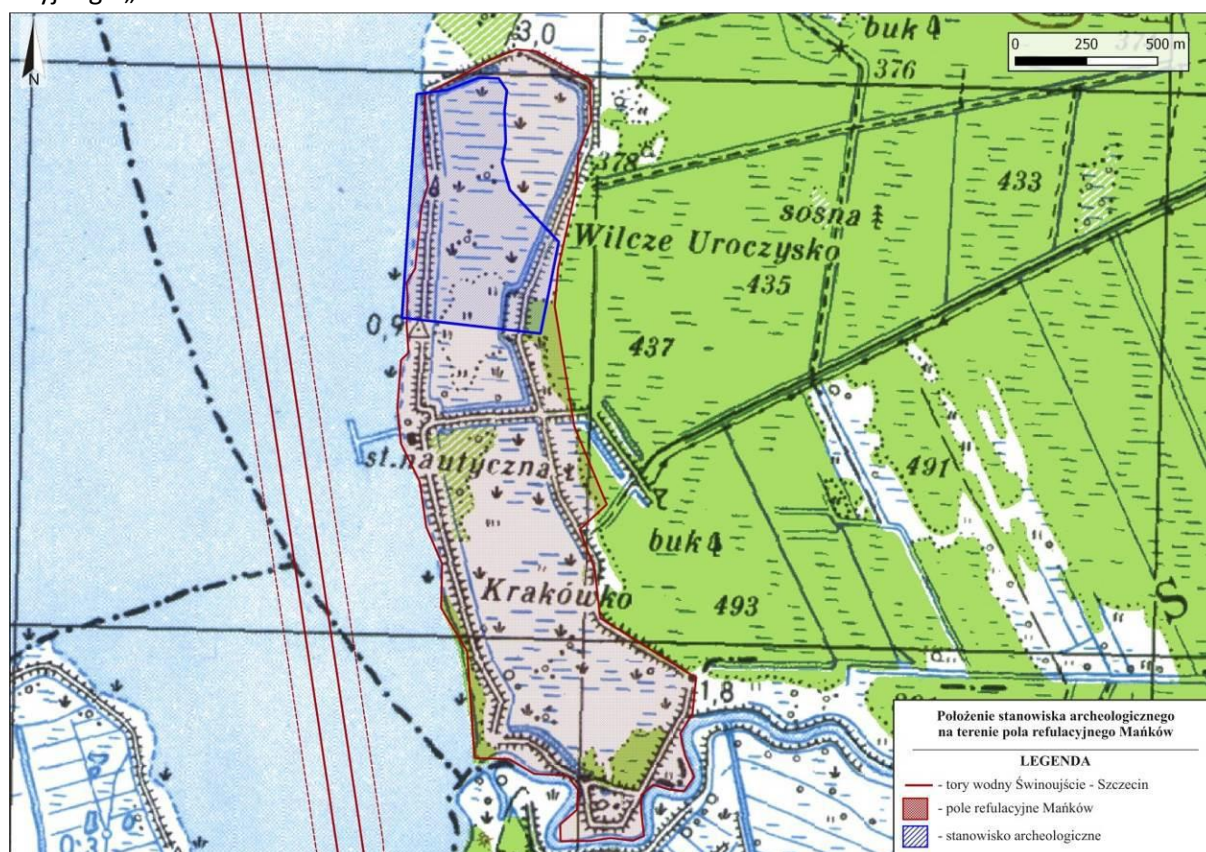 3,0
buk
376
0 250 500 m
N
378
433
sosna
Wilcze Uroczysko
435
0,9
437
st. nautyczna
491
buk
Krakówko
493
S
1,8
Położenie stanowiska archeologicznego
na terenie pola refulacyjnego Mańków
LEGENDA
- tory wodny Świnoujście - Szczecin
- pole refulacyjne Mańków
- stanowisko archeologiczne